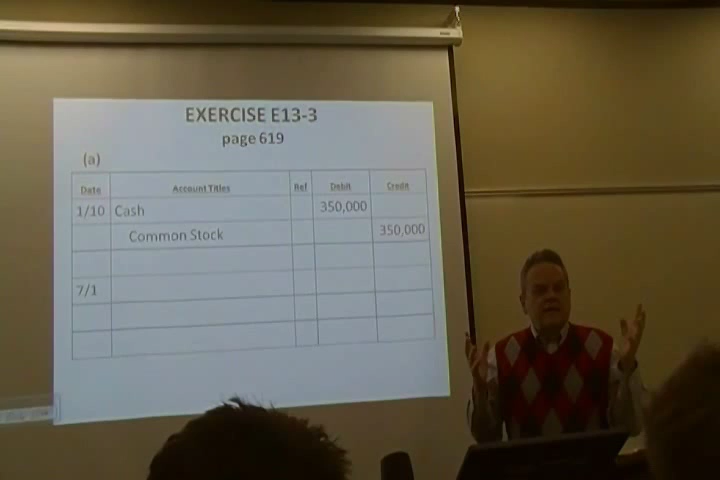 EXERCISE E13-3
page 619
(a)
Date Account Titles Ref Debit Credit
1/10 Cash 350,000
Common Stock 350,000
7/1